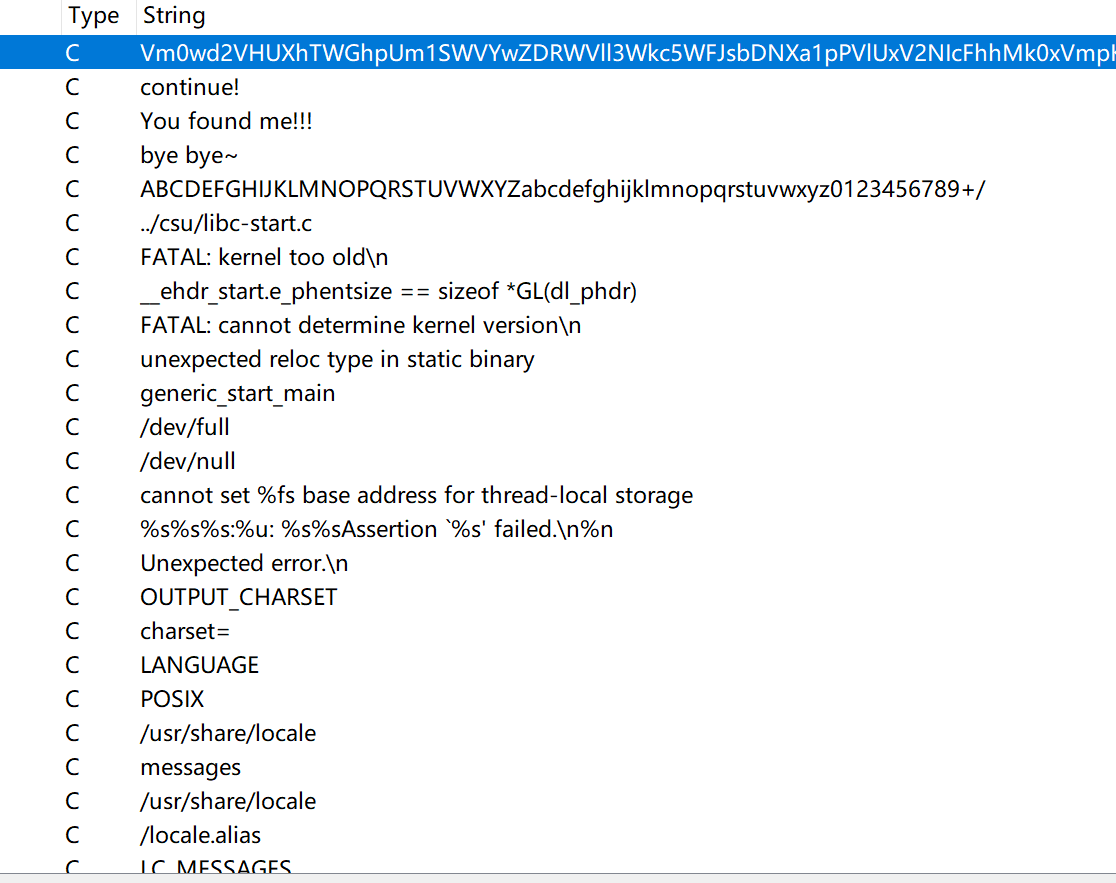 Type String
C Vm0wd2VHUXhTWGhpUm1SWVYwZDRWVll3Wkc5WFJsbDNXa1pPVlUxV2NIcFhhMk0xVmpK
C continue!
C You found me!!!
C bye bye~
C ABCDEFGHIJKLMNOPQRSTUVWXYZabcdefghijklmnopqrstuvwxyz0123456789+/
C ../csu/libc-start.c
C FATAL: kernel too old\n
C __ehdr_start.e_phentsize == sizeof *GL(dl_phdr)
C FATAL: cannot determine kernel version\n
C unexpected reloc type in static binary
C generic_start_main
C /dev/full
C /dev/null
C cannot set %fs base address for thread-local storage
C %s%s%s:%u: %s%sAssertion `%s' failed.\n%n
C Unexpected error.\n
C OUTPUT_CHARSET
C charset=
C LANGUAGE
C POSIX
C /usr/share/locale
C messages
C /usr/share/locale
C /locale.alias
C LC_MESSAGES